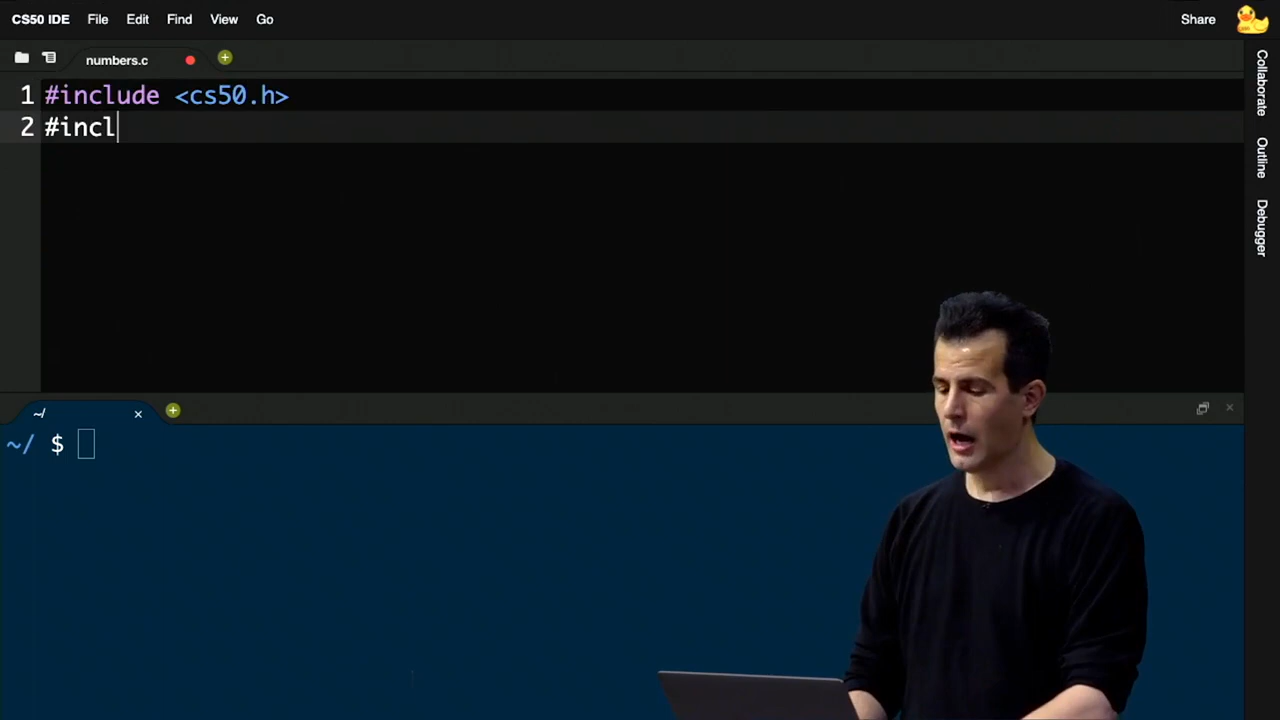 CS50 IDE File Edit Find View Go Share
numbers.c
1 #include <cs50.h>
2 #incl
Collaborate
Outline
Debugger
~/
~/ $